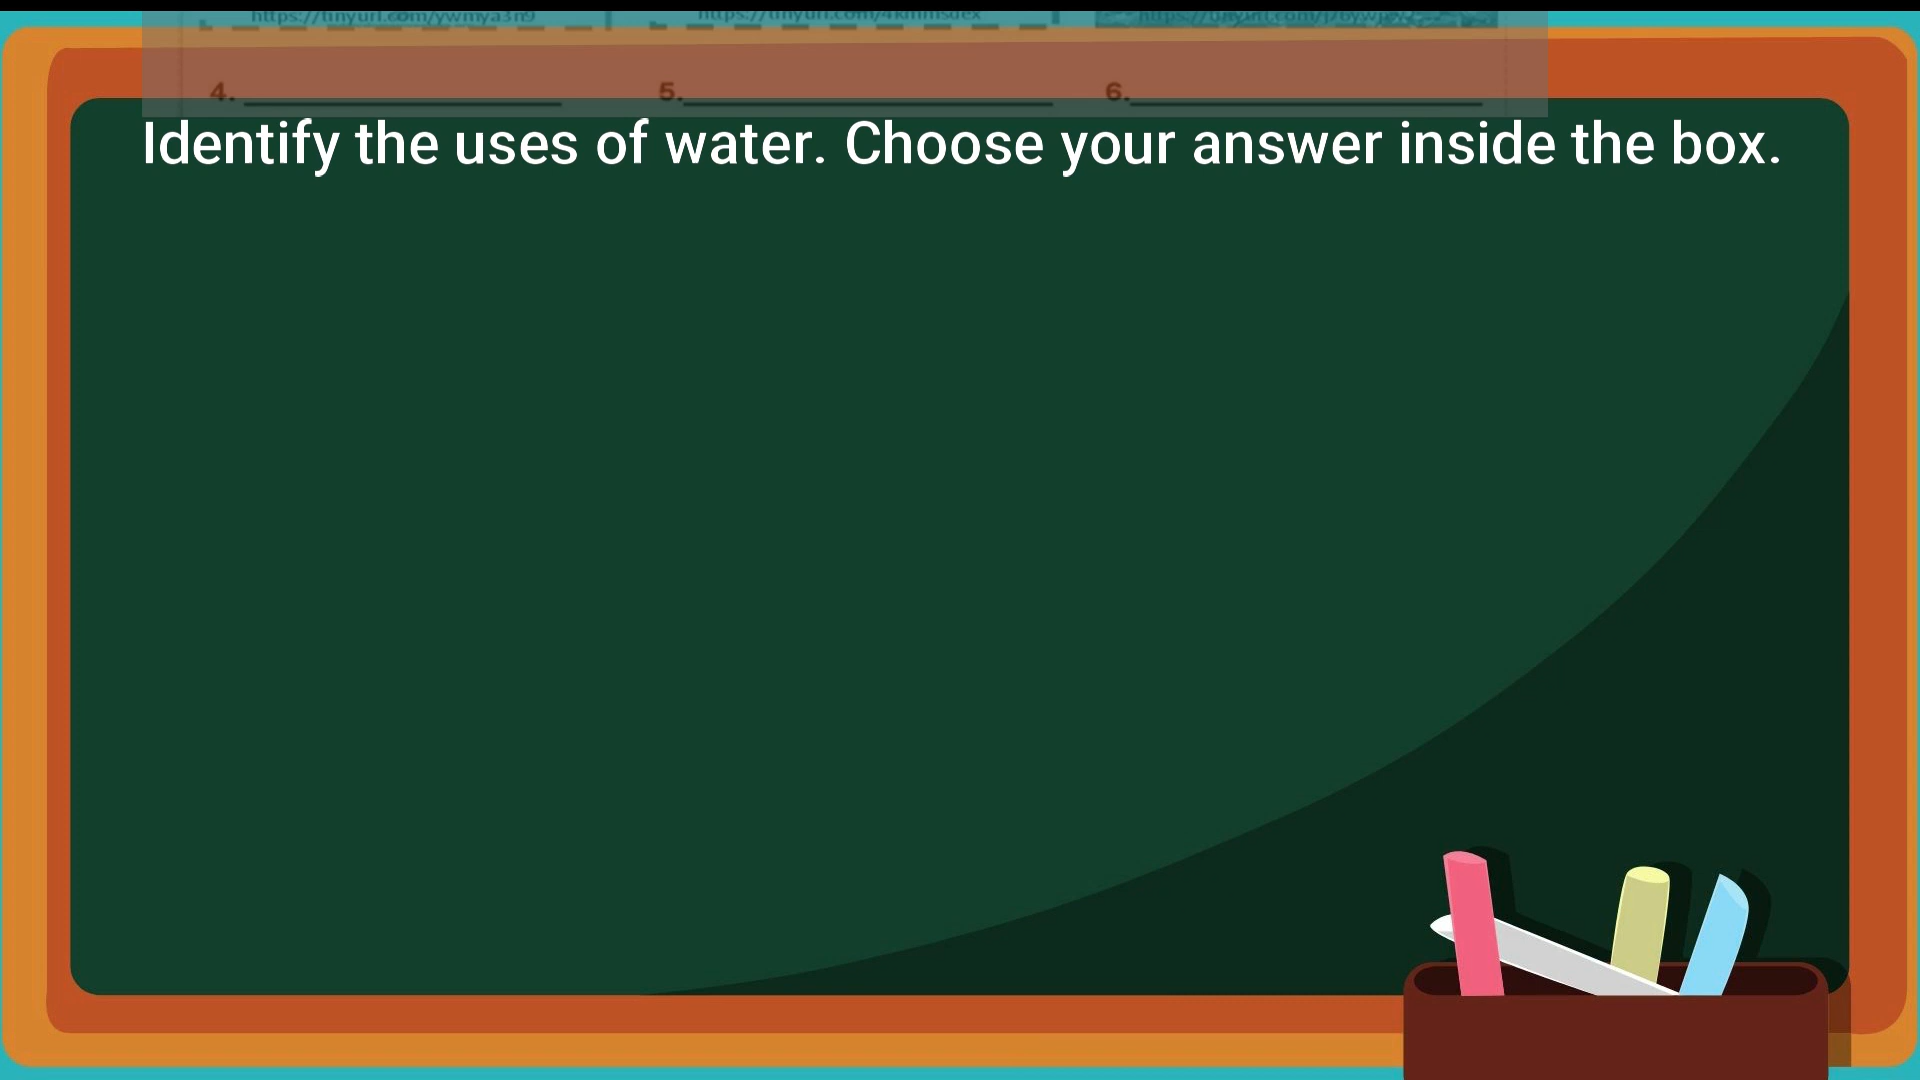 4. 5. 6.
Identify the uses of water. Choose your answer inside the box.